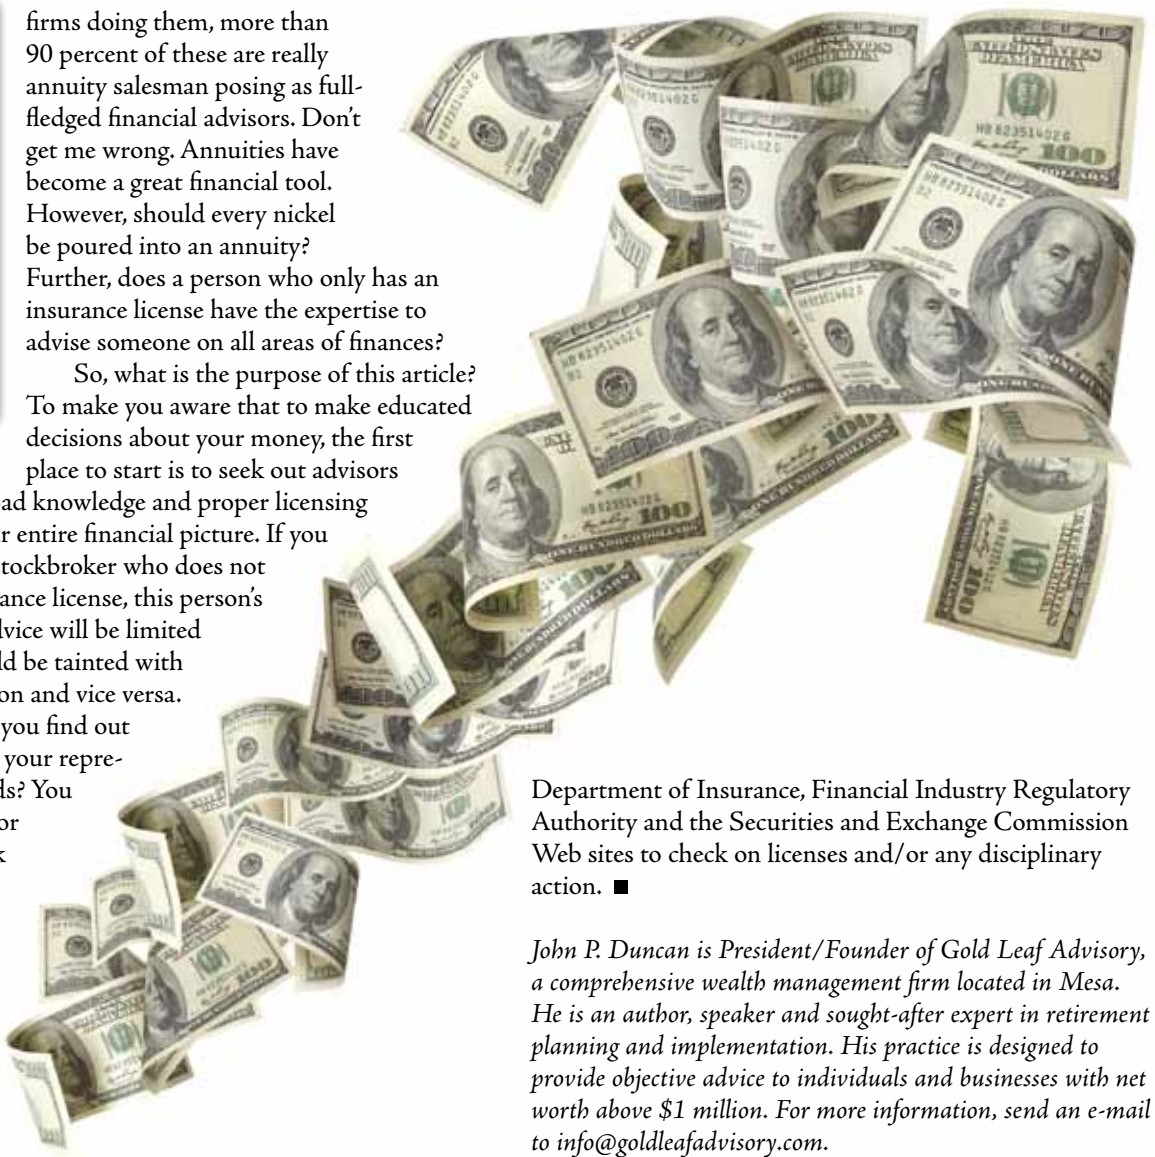 firms doing them, more than
90 percent of these are really
annuity salesman posing as full-
fledged financial advisors. Don't
get me wrong. Annuities have
become a great financial tool.
However, should every nickel
be poured into an annuity?
Further, does a person who only has an
insurance license have the expertise to
advise someone on all areas of finances?
So, what is the purpose of this article?
To make you aware that to make educated
decisions about your money, the first
place to start is to seek out advisors
knowledge and proper licensing
entire financial picture. If you
who does not
license, this person's
will be limited
be tainted with
and vice versa.
you find out
your repre-
You
Department of Insurance, Financial Industry Regulatory
Authority and the Securities and Exchange Commission
Web sites to check on licenses and/or any disciplinary
action. ■
John P. Duncan is President/Founder of Gold Leaf Advisory,
a comprehensive wealth management firm located in Mesa.
He is an author, speaker and sought-after expert in retirement
planning and implementation. His practice is designed to
provide objective advice to individuals and businesses with net
worth above $1 million. For more information, send an e-mail
to info@goldleafadvisory.com.
HB 82351402 G
100